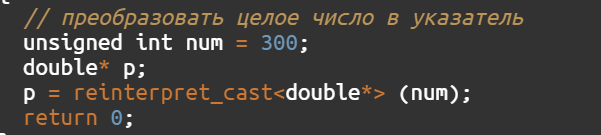 // преобразовать целое число в указатель
unsigned int num = 300;
double* p;
p = reinterpret_cast<double*> (num);
return 0;